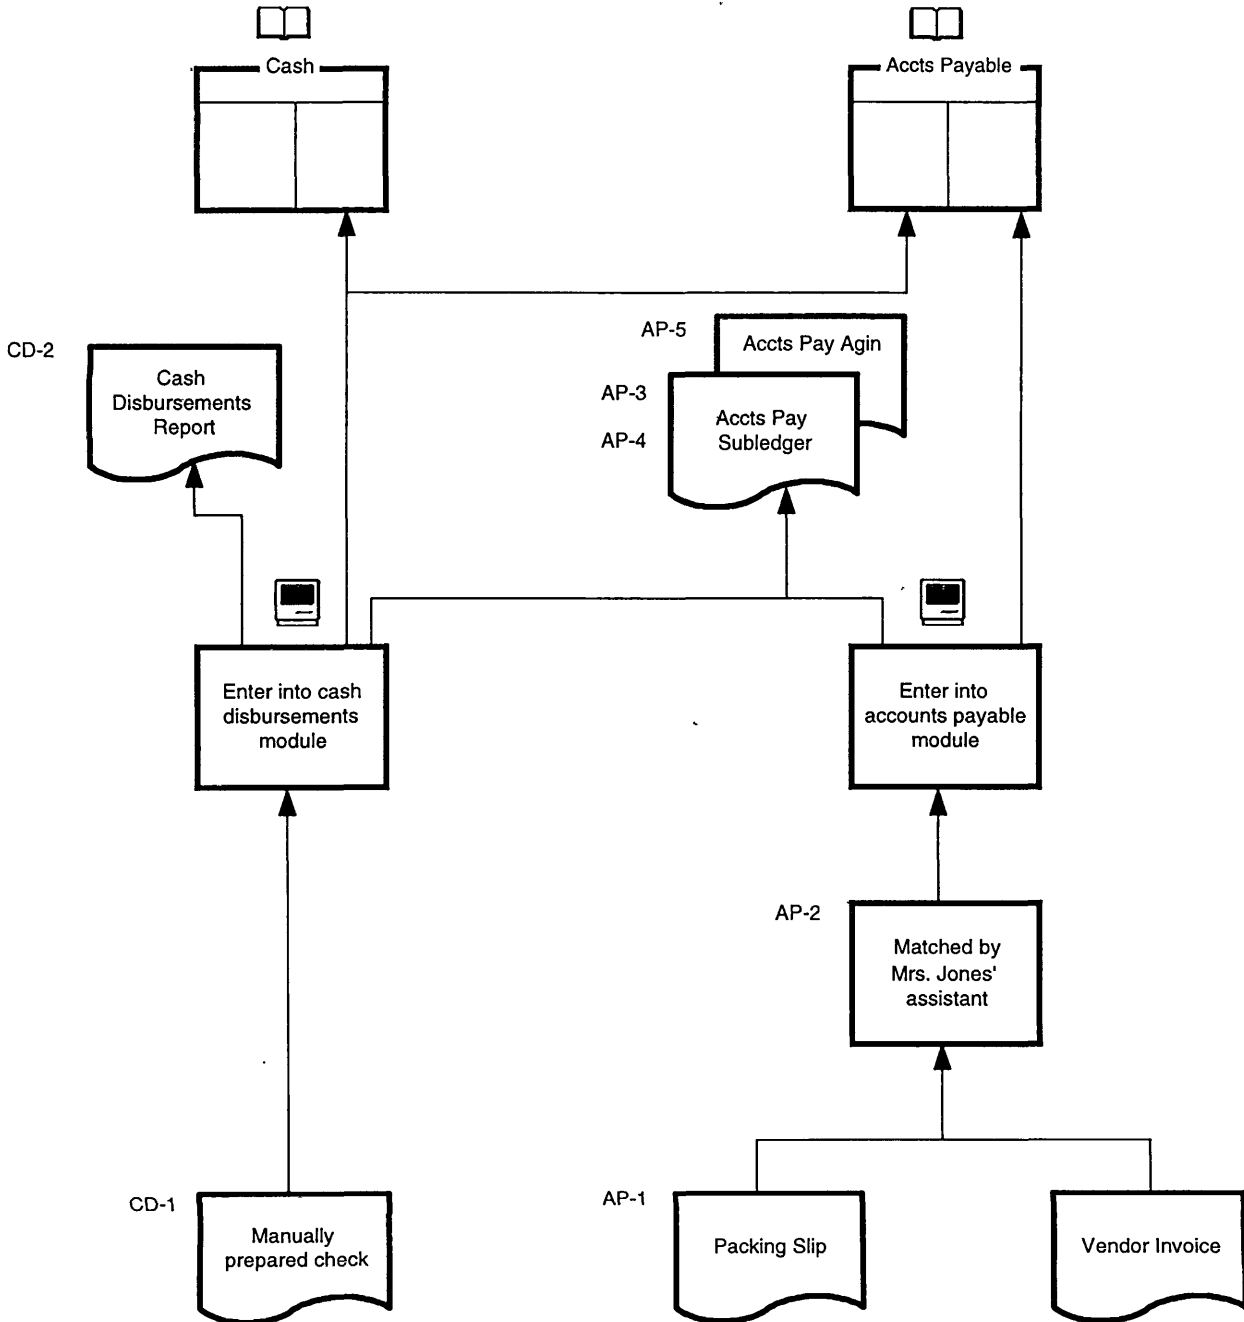 Cash
Accts Payable
CD-2
Cash
Disbursements
Report
AP-5
Accts Pay Agin
AP-3
AP-4
Accts Pay
Subledger
Enter into cash
disbursements
module
Enter into
accounts payable
module
AP-2
Matched by
Mrs. Jones'
assistant
CD-1
Manually
prepared check
AP-1
Packing Slip
Vendor Invoice